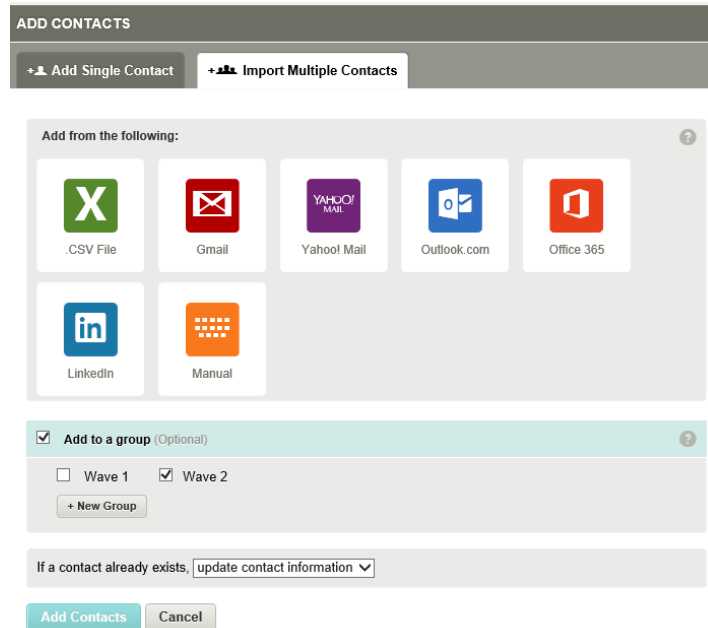 ADD CONTACTS
+ Add Single Contact
+ Import Multiple Contacts
Add from the following:
?
X
YAHOO!
MAIL
o
.CSV File
Gmail
Yahoo! Mail
Outlook.com
Office 365
in
LinkedIn
Manual
Add to a group (Optional)
?
Wave 1
Wave 2
+ New Group
If a contact already exists, update contact information
Add Contacts
Cancel